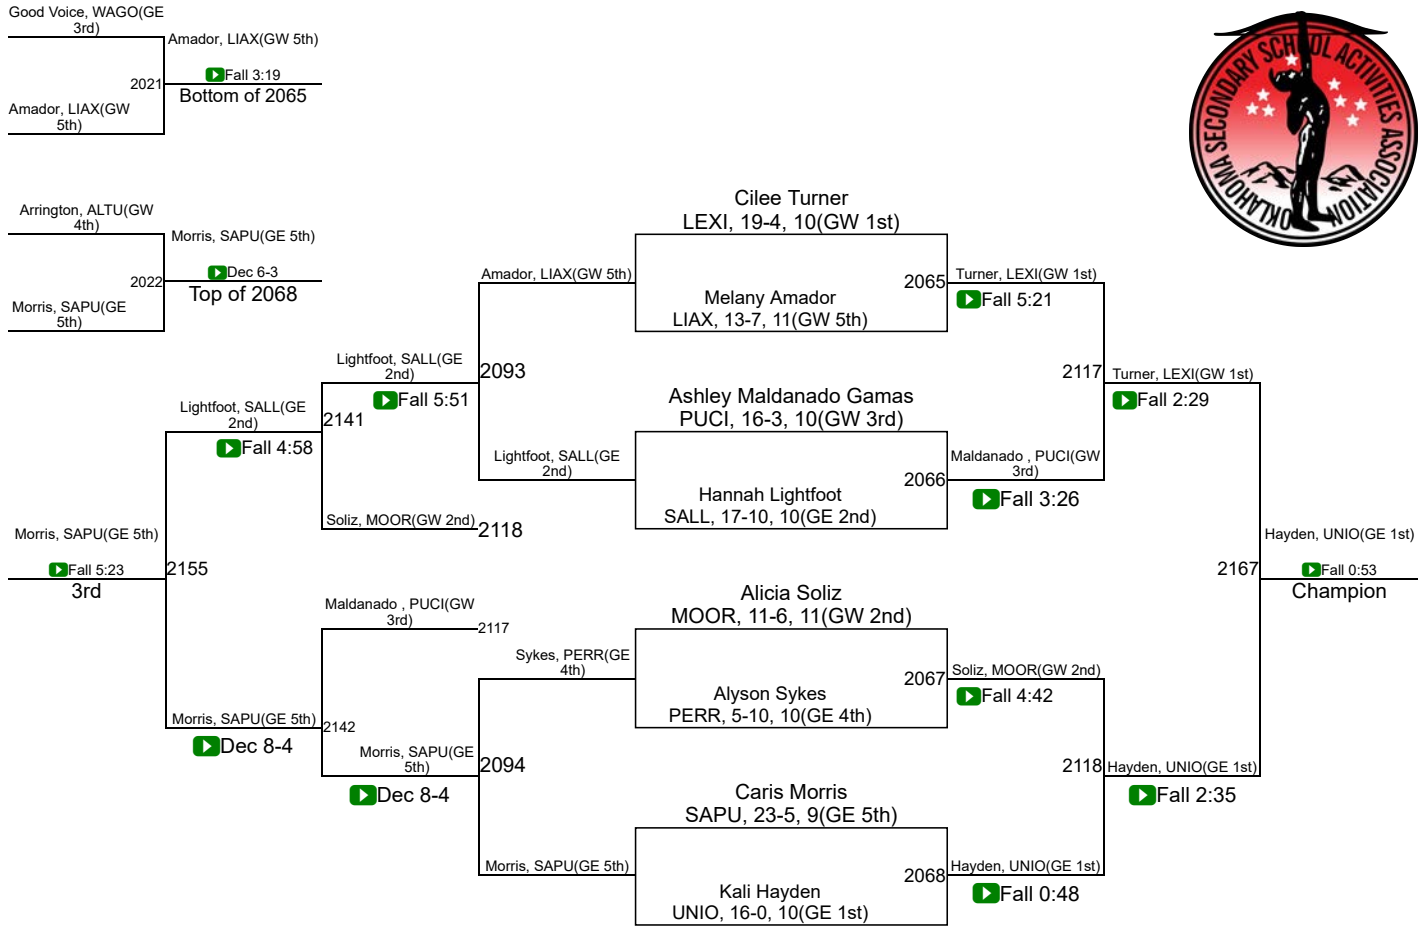 Good Voice, WAGO(GE
3rd)
Amador, LIAX(GW 5th)
2021
Fall 3:19
Bottom of 2065
Amador, LIAX(GW
5th)
OKLAHOMA SECONDARY SCHOOL ACTIVITIES ASSOCIATION
Arrington, ALTU(GW
4th)
Morris, SAPU(GE 5th)
2022
Dec 6-3
Top of 2068
Morris, SAPU(GE
5th)
Cilee Turner
LEXI, 19-4, 10(GW 1st)
Amador, LIAX(GW 5th)
2065
Turner, LEXI(GW 1st)
Fall 5:21
Melany Amador
LIAX, 13-7, 11(GW 5th)
Lightfoot, SALL(GE
2nd)
2093
Fall 5:51
2117
Turner, LEXI(GW 1st)
Fall 2:29
Ashley Maldanado Gamas
PUCI, 16-3, 10(GW 3rd)
Lightfoot, SALL(GE
2nd)
2141
Fall 4:58
Lightfoot, SALL(GE
2nd)
2066
Maldanado , PUCI(GW
3rd)
Fall 3:26
Hannah Lightfoot
SALL, 17-10, 10(GE 2nd)
Soliz, MOOR(GW 2nd)
2118
Morris, SAPU(GE 5th)
Fall 5:23
3rd
2155
2167
Hayden, UNIO(GE 1st)
Fall 0:53
Champion
Alicia Soliz
MOOR, 11-6, 11(GW 2nd)
Maldanado , PUCI(GW
3rd)
2117
Sykes, PERR(GE
4th)
2067
Soliz, MOOR(GW 2nd)
Fall 4:42
Alyson Sykes
PERR, 5-10, 10(GE 4th)
Morris, SAPU(GE 5th)
2142
Dec 8-4
Morris, SAPU(GE
5th)
2094
Dec 8-4
2118
Hayden, UNIO(GE 1st)
Fall 2:35
Caris Morris
SAPU, 23-5, 9(GE 5th)
Morris, SAPU(GE 5th)
2068
Hayden, UNIO(GE 1st)
Fall 0:48
Kali Hayden
UNIO, 16-0, 10(GE 1st)